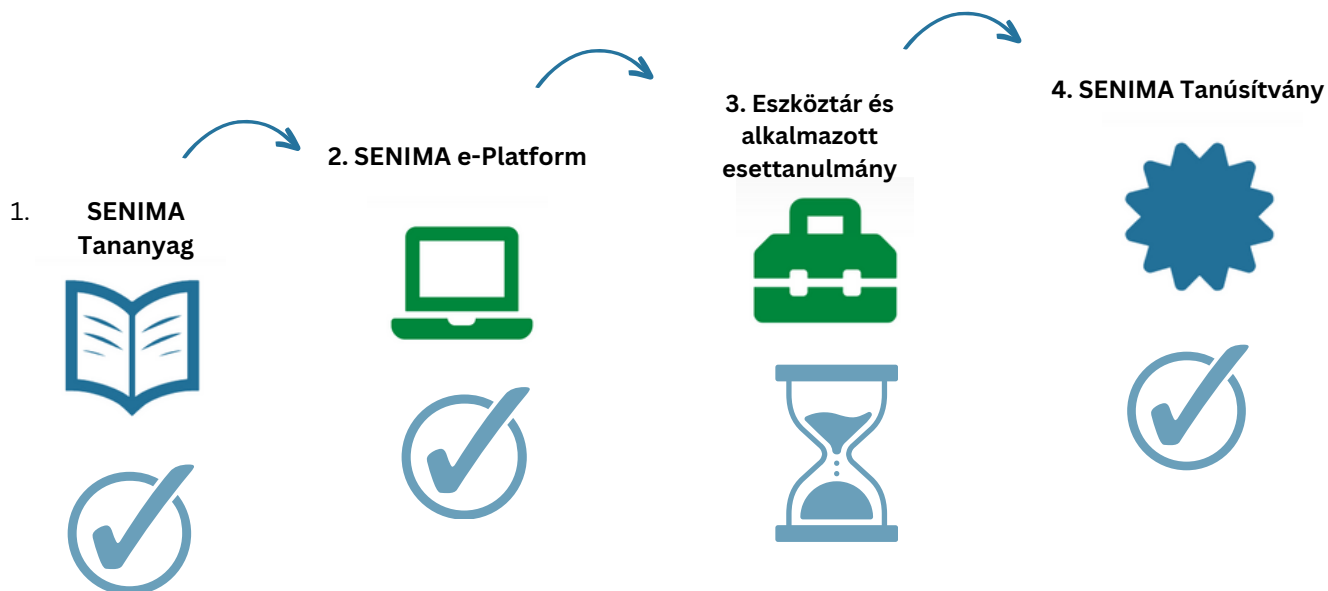 1. SENIMA
Tananyag
2. SENIMA e-Platform
3. Eszköztár és
alkalmazott
esettanulmány
4. SENIMA Tanúsítvány